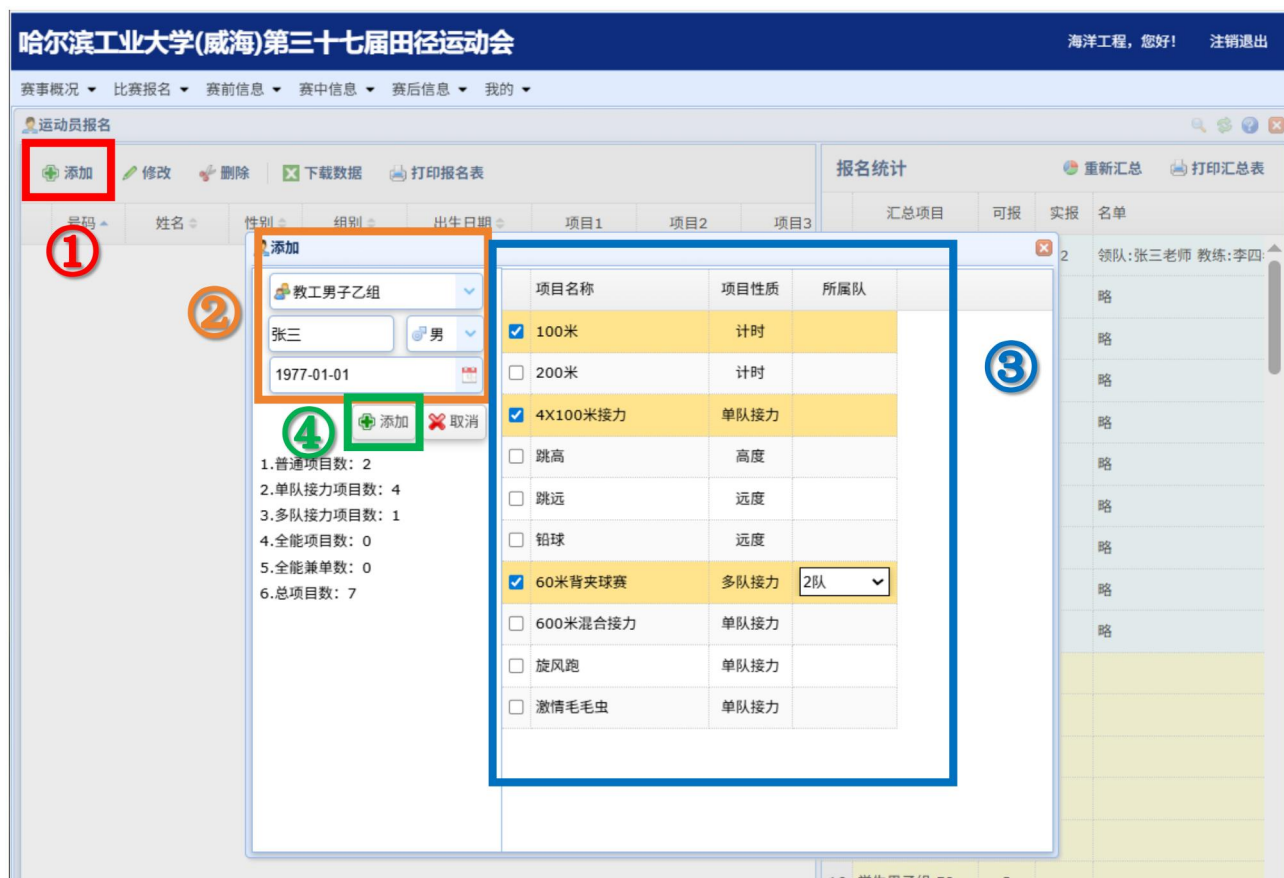 哈尔滨工业大学(威海)第三十七届田径运动会
海洋工程，您好! 注销退出
赛事概况 比赛报名 赛前信息 赛中信息 赛后信息 我的
运动员报名
添加 修改 删除 下载数据 打印报名表
报名统计 重新汇总 打印汇总表
号码 姓名 性别 组别 出生日期 项目1 项目2 项目3
汇总项目 可报 实报 名单
①
②
③
④
添加
教工男子乙组
张三 男
1977-01-01
添加 取消
1.普通项目数: 2
2.单队接力项目数: 4
3.多队接力项目数: 1
4.全能项目数: 0
5.全能兼单数: 0
6.总项目数: 7
项目名称 项目性质 所属队
100米 计时
200米 计时
4X100米接力 单队接力
跳高 高度
跳远 远度
铅球 远度
60米背夹球赛 多队接力 2队
600米混合接力 单队接力
旋风跑 单队接力
激情毛毛虫 单队接力
2 领队:张三老师 教练:李四
略
略
略
略
略
略
略
略
略